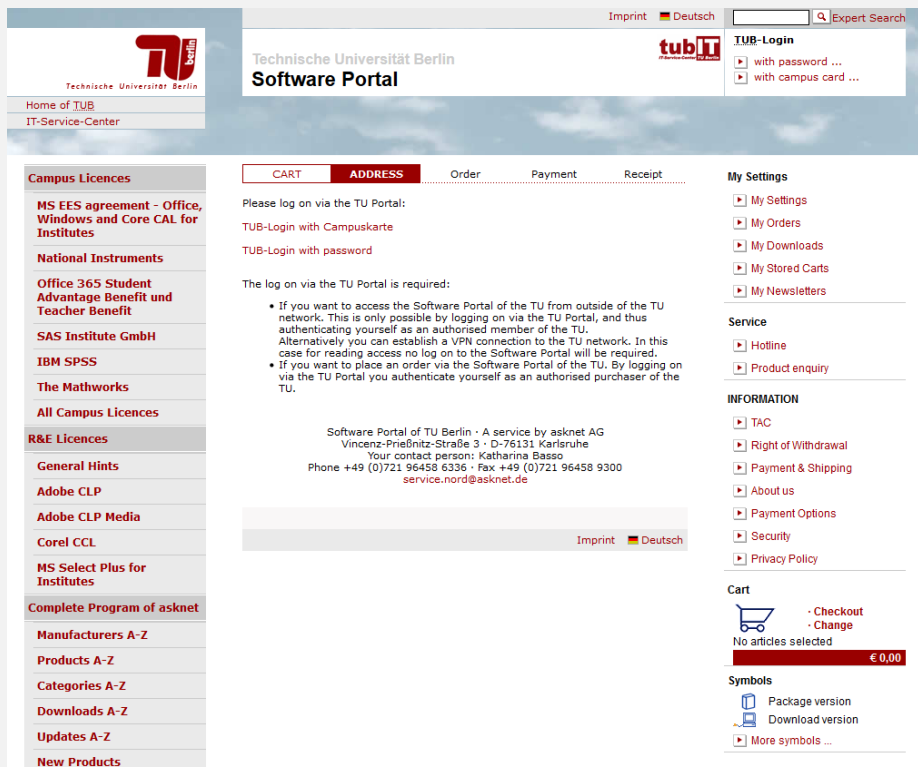 Imprint Deutsch Expert Search
berlin
Technische Universität Berlin
Home of TUB
IT-Service-Center
Technische Universität Berlin
Software Portal
tubIT
IT-Service-Center TU Berlin
TUB-Login
with password ...
with campus card ...
Campus Licences
MS EES agreement - Office,
Windows and Core CAL for
Institutes
National Instruments
Office 365 Student
Advantage Benefit und
Teacher Benefit
SAS Institute GmbH
IBM SPSS
The Mathworks
All Campus Licences
R&E Licences
General Hints
Adobe CLP
Adobe CLP Media
Corel CCL
MS Select Plus for
Institutes
Complete Program of asknet
Manufacturers A-Z
Products A-Z
Categories A-Z
Downloads A-Z
Updates A-Z
New Products
CART ADDRESS Order Payment Receipt
Please log on via the TU Portal:
TUB-Login with Campuskarte
TUB-Login with password
The log on via the TU Portal is required:
• If you want to access the Software Portal of the TU from outside of the TU
network. This is only possible by logging on via the TU Portal, and thus
authenticating yourself as an authorised member of the TU.
Alternatively you can establish a VPN connection to the TU network. In this
case for reading access no log on to the Software Portal will be required.
• If you want to place an order via the Software Portal of the TU. By logging on
via the TU Portal you authenticate yourself as an authorised purchaser of the
TU.
Software Portal of TU Berlin · A service by asknet AG
Vincenz-Prießnitz-Straße 3 · D-76131 Karlsruhe
Your contact person: Katharina Basso
Phone +49 (0)721 96458 6336 · Fax +49 (0)721 96458 9300
service.nord@asknet.de
Imprint Deutsch
My Settings
My Settings
My Orders
My Downloads
My Stored Carts
My Newsletters
Service
Hotline
Product enquiry
INFORMATION
TAC
Right of Withdrawal
Payment & Shipping
About us
Payment Options
Security
Privacy Policy
Cart
· Checkout
· Change
No articles selected
€ 0,00
Symbols
Package version
Download version
More symbols ...